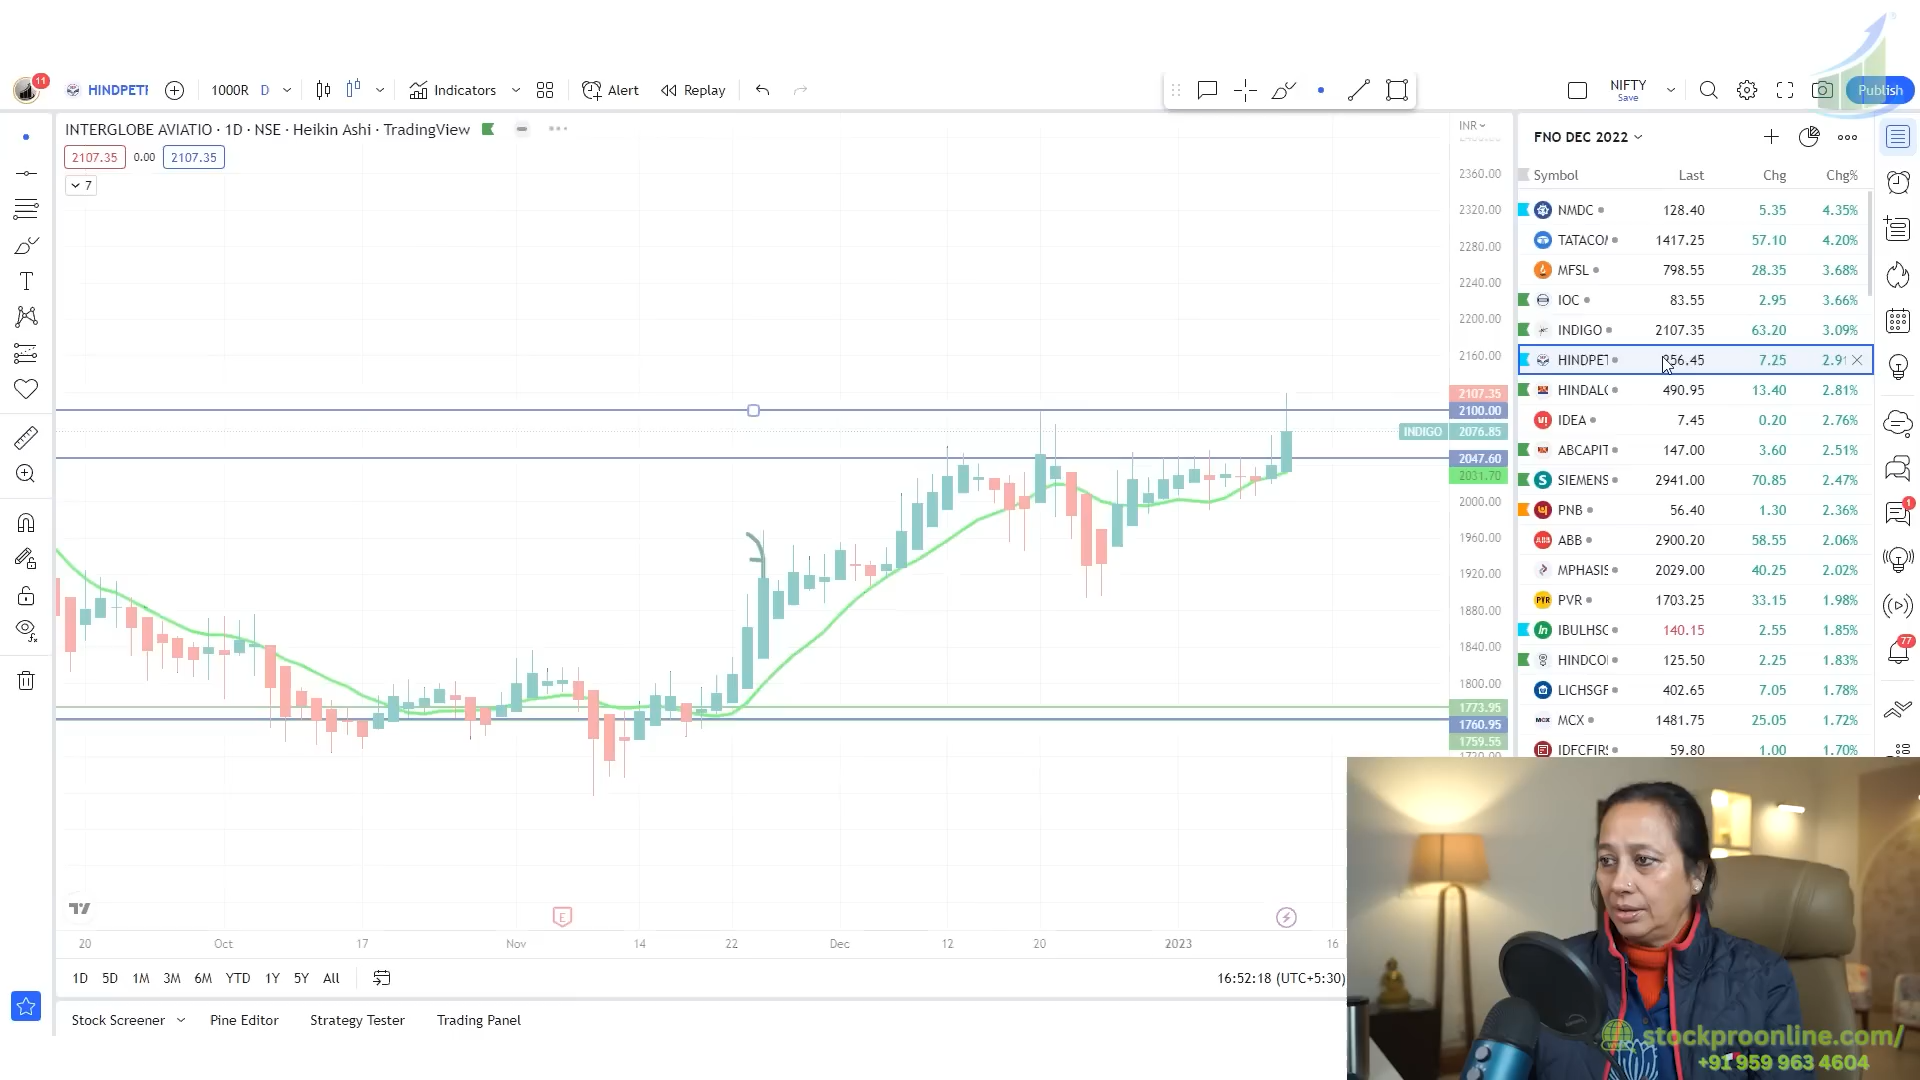 11
HINDPETR
1000R D
Indicators
Alert
Replay
NIFTY
Save
Publish
INTERGLOBE AVIATIO · 1D · NSE · Heikin Ashi · TradingView
2107.35 0.00 2107.35
7
INR
2360.00
2320.00
2280.00
2240.00
2200.00
2160.00
2107.35
2100.00
INDIGO 2076.85
2047.60
2031.70
2000.00
1960.00
1920.00
1880.00
1840.00
1800.00
1773.95
1760.95
1759.55
E
20 Oct 17 Nov 14 22 Dec 12 20 2023 16
1D 5D 1M 3M 6M YTD 1Y 5Y All
16:52:18 (UTC+5:30)
Stock Screener Pine Editor Strategy Tester Trading Panel
FNO DEC 2022
Symbol Last Chg Chg%
NMDC 128.40 5.35 4.35%
TATACO 1417.25 57.10 4.20%
MFSL 798.55 28.35 3.68%
IOC 83.55 2.95 3.66%
INDIGO 2107.35 63.20 3.09%
HINDPET 256.45 7.25 2.91
HINDALC 490.95 13.40 2.81%
IDEA 7.45 0.20 2.76%
ABCAPIT 147.00 3.60 2.51%
SIEMENS 2941.00 70.85 2.47%
PNB 56.40 1.30 2.36%
ABB 2900.20 58.55 2.06%
MPHASIS 2029.00 40.25 2.02%
PVR 1703.25 33.15 1.98%
IBULHSG 140.15 2.55 1.85%
HINDCO 125.50 2.25 1.83%
LICHSGF 402.65 7.05 1.78%
MCX 1481.75 25.05 1.72%
IDFCFIRS 59.80 1.00 1.70%
1
77
stockproonline.com/
+91 959 963 4604